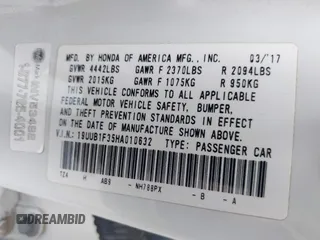 MFD. BY HONDA OF AMERICA MFG., INC. 03/17
GVWR 4442LBS GAWR F 2370LBS R 2094LBS
GVWR 2015KG GAWR F 1075KG R 950KG
THIS VEHICLE CONFORMS TO ALL APPLICABLE
FEDERAL MOTOR VEHICLE SAFETY, BUMPER,
AND THEFT PREVENTION STANDARDS IN EFFECT
ON THE DATE OF MANUFACTURE SHOWN ABOVE.
V.I.N.: 19UUB1F35HA010632 TYPE: PASSENGER CAR
H AB8 - NH788PX - B - A
DREAMBID